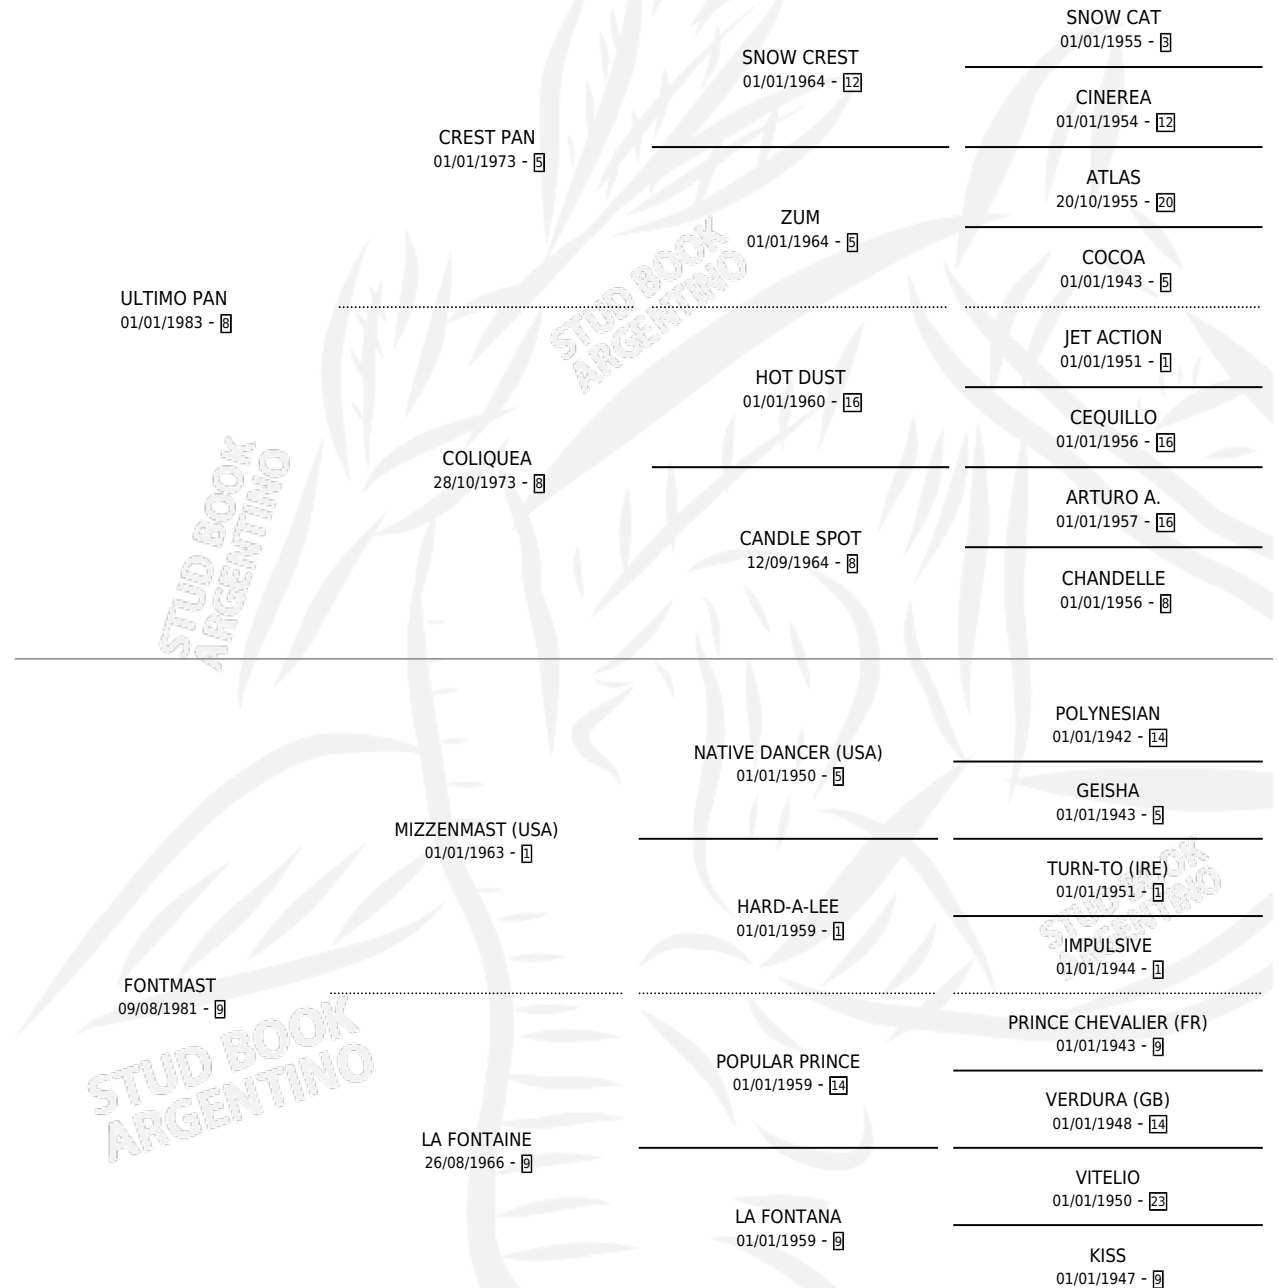 SNOW CAT
01/01/1955 - 3
SNOW CREST
01/01/1964 - 12
CINEREA
01/01/1954 - 12
CREST PAN
01/01/1973 - 5
ATLAS
20/10/1955 - 20
ZUM
01/01/1964 - 5
COCOA
01/01/1943 - 5
ULTIMO PAN
01/01/1983 - 8
JET ACTION
01/01/1951 - 1
HOT DUST
01/01/1960 - 16
CEQUILLO
01/01/1956 - 16
COLIQUEA
28/10/1973 - 8
ARTURO A.
01/01/1957 - 16
CANDLE SPOT
12/09/1964 - 8
CHANDELLE
01/01/1956 - 8
POLYNESIAN
01/01/1942 - 14
NATIVE DANCER (USA)
01/01/1950 - 5
GEISHA
01/01/1943 - 5
MIZZENMAST (USA)
01/01/1963 - 1
TURN-TO (IRE)
01/01/1951 - 1
HARD-A-LEE
01/01/1959 - 1
IMPULSIVE
01/01/1944 - 1
FONTMAST
09/08/1981 - 9
PRINCE CHEVALIER (FR)
01/01/1943 - 9
POPULAR PRINCE
01/01/1959 - 14
VERDURA (GB)
01/01/1948 - 14
LA FONTAINE
26/08/1966 - 9
VITELIO
01/01/1950 - 23
LA FONTANA
01/01/1959 - 9
KISS
01/01/1947 - 9
STUD BOOK
ARGENTINO
STUD BOOK
ARGENTINO
STUD BOOK
ARGENTINO
STUD BOOK
ARGENTINO